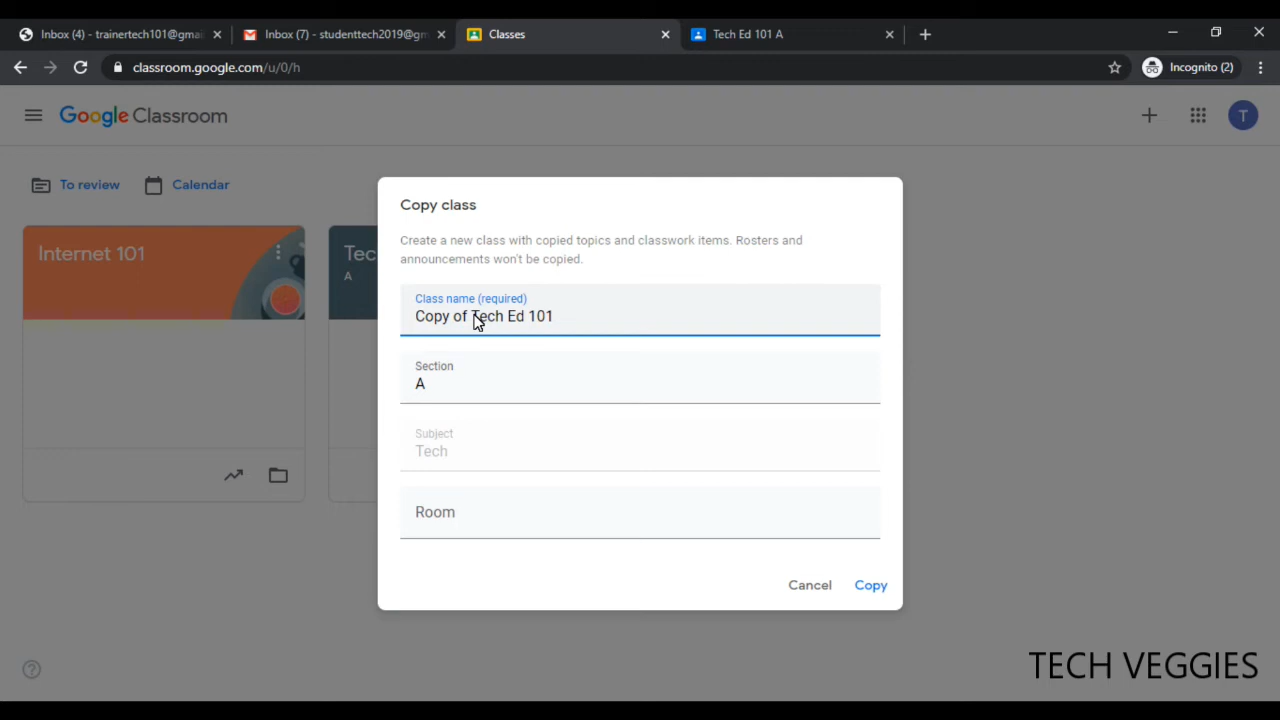 Inbox (4) - trainertech101@gmai
Inbox (7) - studenttech2019@gm
Classes
Tech Ed 101 A
classroom.google.com/u/0/h
Incognito (2)
Google Classroom
T
To review
Calendar
Internet 101
Tec
A
Copy class
Create a new class with copied topics and classwork items. Rosters and
announcements won't be copied.
Class name (required)
Copy of Tech Ed 101
Section
A
Subject
Tech
Room
Cancel
Copy
TECH VEGGIES